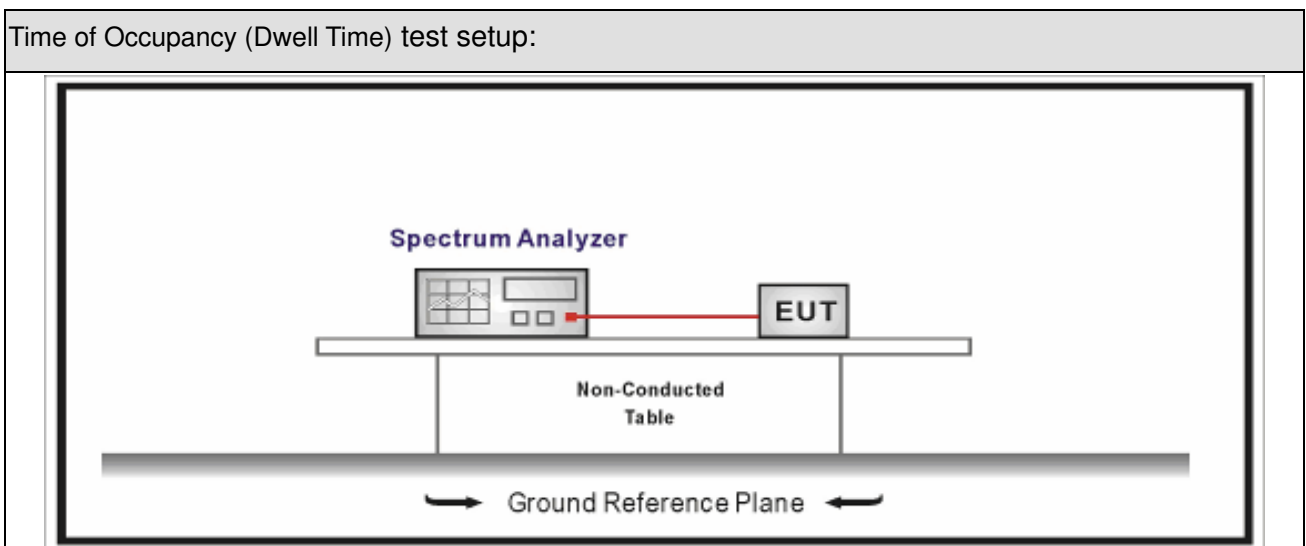 Time of Occupancy (Dwell Time) test setup:
Spectrum Analyzer
EUT
Non-Conducted
Table
Ground Reference Plane